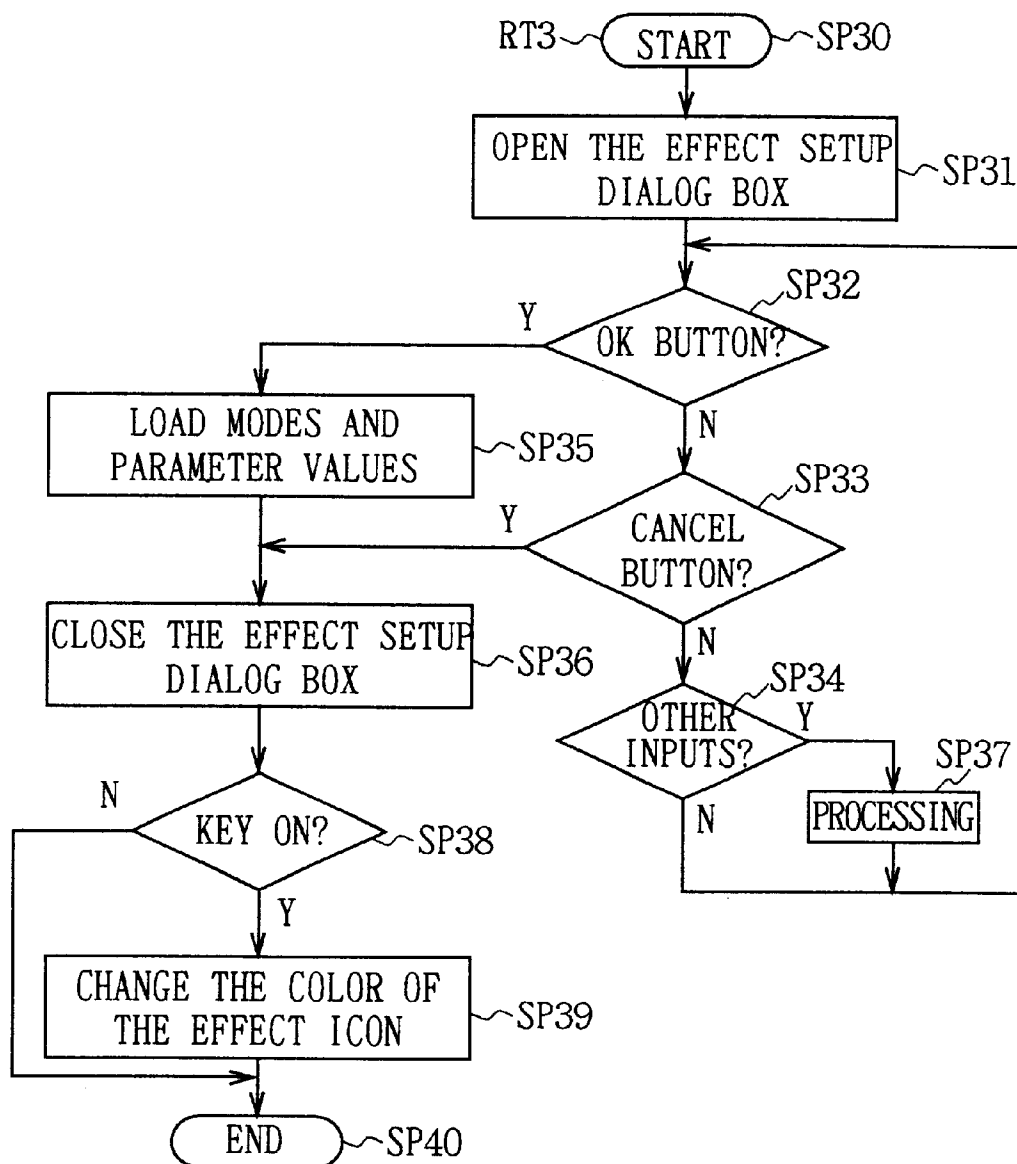 RT3 START SP30
OPEN THE EFFECT SETUP
DIALOG BOX
SP31
SP32
OK BUTTON?
Y
N
LOAD MODES AND
PARAMETER VALUES
SP35
SP33
CANCEL
BUTTON?
Y
N
CLOSE THE EFFECT SETUP
DIALOG BOX
SP36
SP34
OTHER
INPUTS?
Y
N
SP37
PROCESSING
KEY ON?
SP38
N
Y
CHANGE THE COLOR OF
THE EFFECT ICON
SP39
END SP40